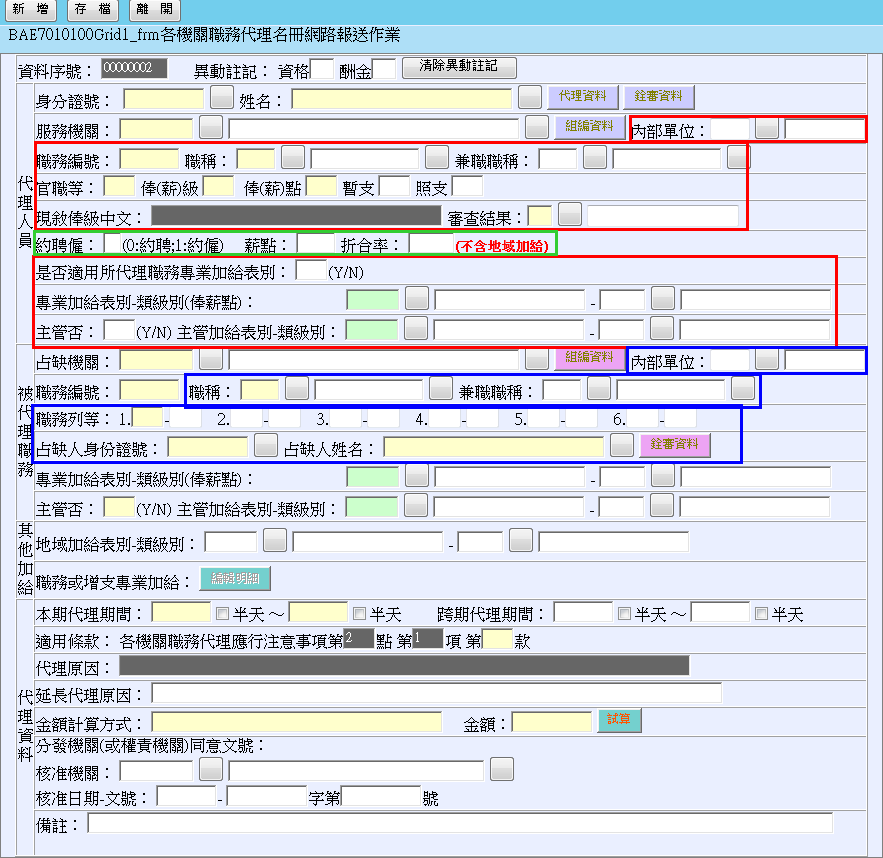 新 增 存 檔 離 開
BAE7010100Grid1_frm各機關職務代理名冊網路報送作業
資料序號： 00000002 異動註記： 資格 酬金 清除異動註記
代理人員
身分證號： 姓名： 代理資料 銓審資料
服務機關： 組編資料 內部單位：
職務編號： 職稱： 兼職職稱：
官職等： 俸(薪)級 俸(薪)點 暫支 照支
現敘俸級中文： 審查結果：
約聘僱： (0:約聘;1:約僱) 薪點： 折合率： (不含地域加給)
是否適用所代理職務專業加給表別： (Y/N)
專業加給表別-類級別(俸薪點)： -
主管否： (Y/N) 主管加給表別-類級別： -
被代理職務
占缺機關： 組編資料 內部單位：
職務編號： 職稱： 兼職職稱：
職務列等： 1. - 2. - 3. - 4. - 5. - 6. -
占缺人身份證號： 占缺人姓名： 銓審資料
專業加給表別-類級別(俸薪點)： -
主管否： (Y/N) 主管加給表別-類級別： -
其他加給
地域加給表別-類級別： -
職務或增支專業加給： 編輯明細
代理資料
本期代理期間： 半天 ～ 半天 跨期代理期間： 半天 ～ 半天
適用條款： 各機關職務代理應行注意事項第2點 第1項 第 款
代理原因：
延長代理原因：
金額計算方式： 金額： 試算
分發機關(或權責機關)同意文號：
核准機關：
核准日期-文號： - 字第 號
備註：